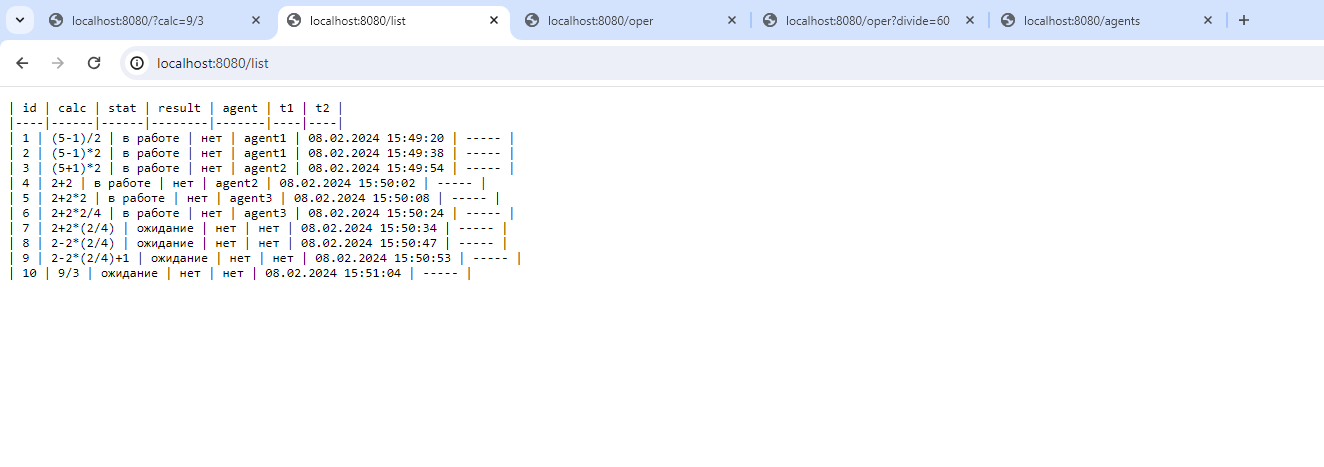 localhost:8080/?calc=9/3
localhost:8080/list
localhost:8080/oper
localhost:8080/oper?divide=60
localhost:8080/agents
localhost:8080/list
| id | calc | stat | result | agent | t1 | t2 |
|----|------|------|--------|-------|----|----|
| 1 | (5-1)/2 | в работе | нет | agent1 | 08.02.2024 15:49:20 | ----- |
| 2 | (5-1)*2 | в работе | нет | agent1 | 08.02.2024 15:49:38 | ----- |
| 3 | (5+1)*2 | в работе | нет | agent2 | 08.02.2024 15:49:54 | ----- |
| 4 | 2+2 | в работе | нет | agent2 | 08.02.2024 15:50:02 | ----- |
| 5 | 2+2*2 | в работе | нет | agent3 | 08.02.2024 15:50:08 | ----- |
| 6 | 2+2*2/4 | в работе | нет | agent3 | 08.02.2024 15:50:24 | ----- |
| 7 | 2+2*(2/4) | ожидание | нет | нет | 08.02.2024 15:50:34 | ----- |
| 8 | 2-2*(2/4) | ожидание | нет | нет | 08.02.2024 15:50:47 | ----- |
| 9 | 2-2*(2/4)+1 | ожидание | нет | нет | 08.02.2024 15:50:53 | ----- |
| 10 | 9/3 | ожидание | нет | нет | 08.02.2024 15:51:04 | ----- |